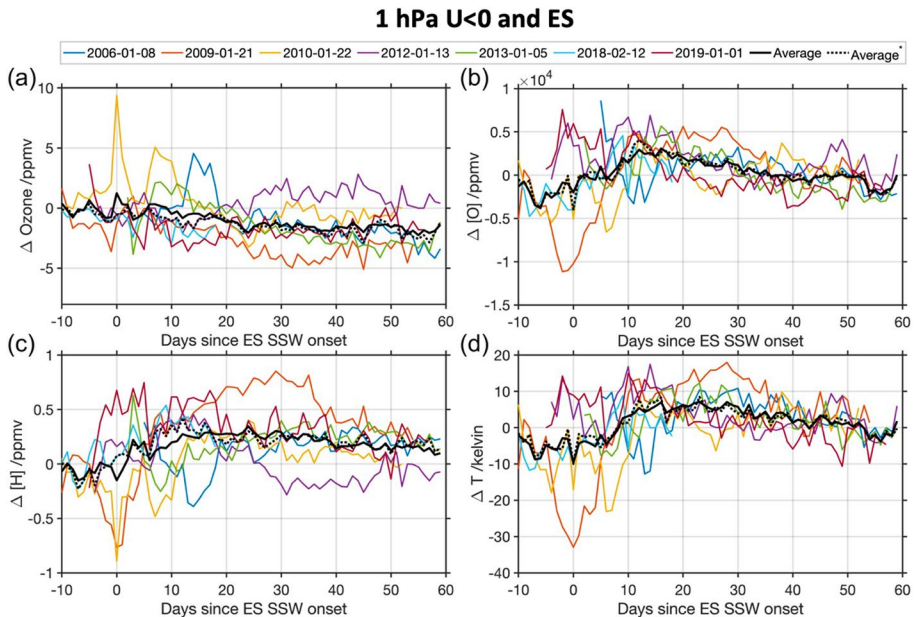 1 hPa U<0 and ES
2006-01-08 2009-01-21 2010-01-22 2012-01-13 2013-01-05 2018-02-12 2019-01-01 Average Average*
(a)
10
5
0
-5
Δ Ozone /ppmv
-10 0 10 20 30 40 50 60
Days since ES SSW onset
(b)
×10⁴
1
0.5
0
-0.5
-1
-1.5
Δ [O] /ppmv
-10 0 10 20 30 40 50 60
Days since ES SSW onset
(c)
1
0.5
0
-0.5
-1
Δ [H] /ppmv
-10 0 10 20 30 40 50 60
Days since ES SSW onset
(d)
20
10
0
-10
-20
-30
-40
Δ T /kelvin
-10 0 10 20 30 40 50 60
Days since ES SSW onset